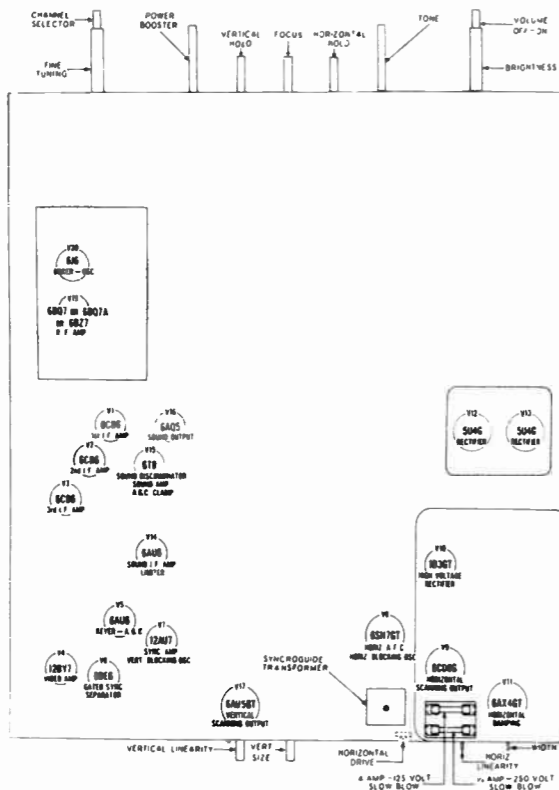 CHANNEL SELECTOR
FINE TUNING
POWER BOOSTER
VERTICAL HOLD
FOCUS
HORIZONTAL HOLD
TONE
VOLUME OFF-ON
BRIGHTNESS
V20
6J6
MIXER-OSC
V19
6BQ7 OR 6BQ7A
OR 6BZ7
R F AMP
V1
6CB6
1st I.F. AMP
V16
6AQ5
SOUND OUTPUT
V2
6CB6
2nd I.F. AMP
V15
6T8
SOUND DISCRIMINATOR
SOUND AMP
A.G.C. CLAMP
V3
6CB6
3rd I.F. AMP
V12
5U4G
RECTIFIER
V13
5U4G
RECTIFIER
V14
6AU6
SOUND I.F. AMP
LIMITER
V10
1B3GT
HIGH VOLTAGE
RECTIFIER
V5
6AU6
KEYER-A G C
V7
12AU7
SYNC AMP
VERT BLOCKING OSC
V8
6SN7GT
HORIZ A F C
HORIZ BLOCKING OSC
V4
12BY7
VIDEO AMP
V6
6BE6
GATED SYNC
SEPARATOR
V17
6AV5GT
VERTICAL
SCANNING OUTPUT
SYNCROGUIDE
TRANSFORMER
V9
6CD6G
HORIZONTAL
SCANNING OUTPUT
V11
6AX4GT
HORIZONTAL
DAMPING
VERTICAL LINEARITY
VERT SIZE
HORIZONTAL DRIVE
HORIZ LINEARITY
WIDTH
AMP-125 VOLT
SLOW BLOW
AMP-250 VOLT
SLOW BLOW